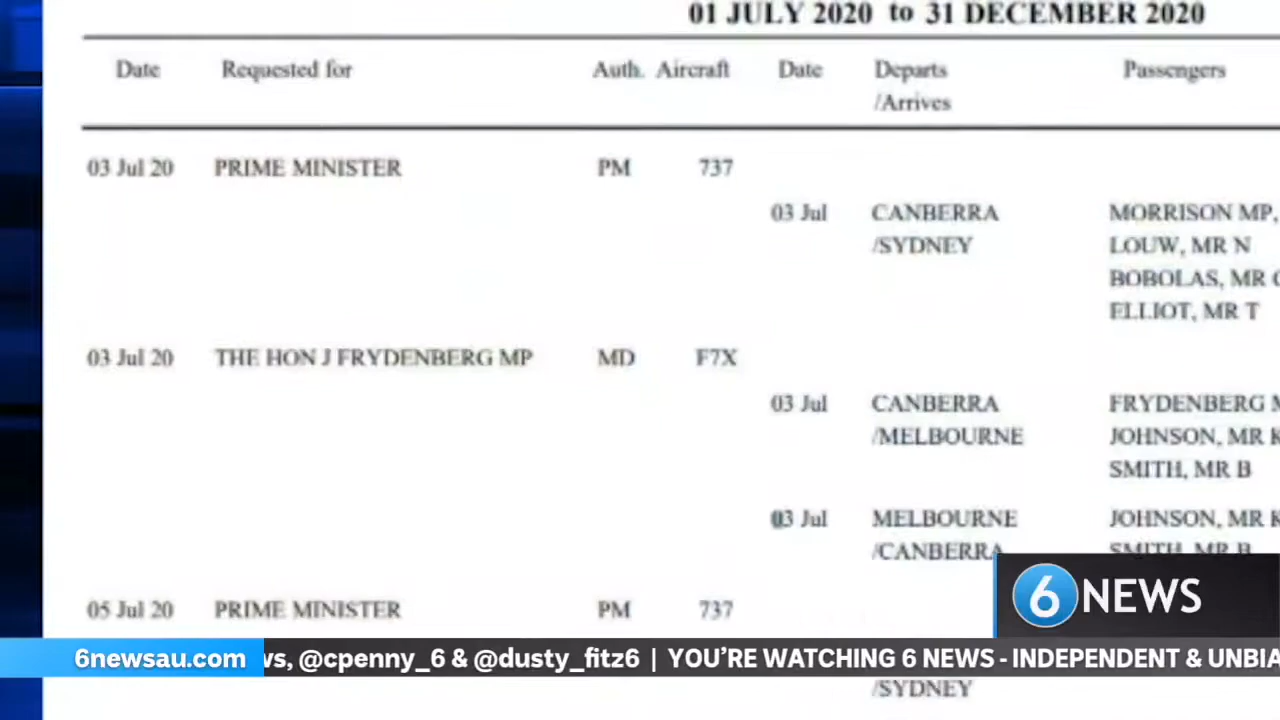 01 JULY 2020 to 31 DECEMBER 2020
Date Requested for Auth. Aircraft Date Departs Passengers
/Arrives
03 Jul 20 PRIME MINISTER PM 737
03 Jul CANBERRA MORRISON MP,
/SYDNEY LOUW, MR N
BOBOLAS, MR
ELLIOT, MR T
03 Jul 20 THE HON J FRYDENBERG MP MD F7X
03 Jul CANBERRA FRYDENBERG
/MELBOURNE JOHNSON, MR K
SMITH, MR B
03 Jul MELBOURNE JOHNSON, MR K
/CANBERRA SMITH, MR B
05 Jul 20 PRIME MINISTER PM 737
6 NEWS
6newsau.com ws, @cpenny_6 & @dusty_fitz6 | YOU'RE WATCHING 6 NEWS - INDEPENDENT & UNBIA
/SYDNEY